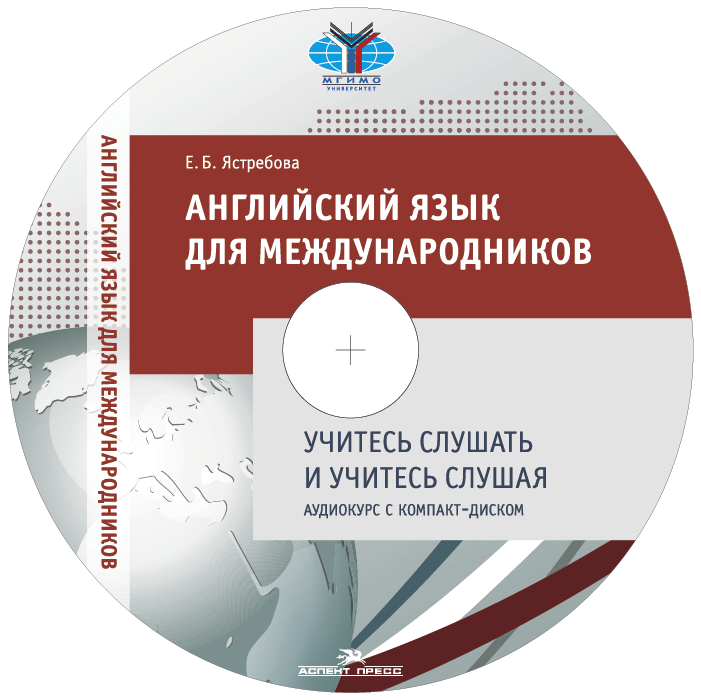 МГИМО
УНИВЕРСИТЕТ
Е. Б. Ястребова
АНГЛИЙСКИЙ ЯЗЫК
ДЛЯ МЕЖДУНАРОДНИКОВ
АНГЛИЙСКИЙ ЯЗЫК ДЛЯ МЕЖДУНАРОДНИКОВ
УЧИТЕСЬ СЛУШАТЬ
И УЧИТЕСЬ СЛУШАЯ
АУДИОКУРС С КОМПАКТ-ДИСКОМ
АСПЕНТ ПРЕСС